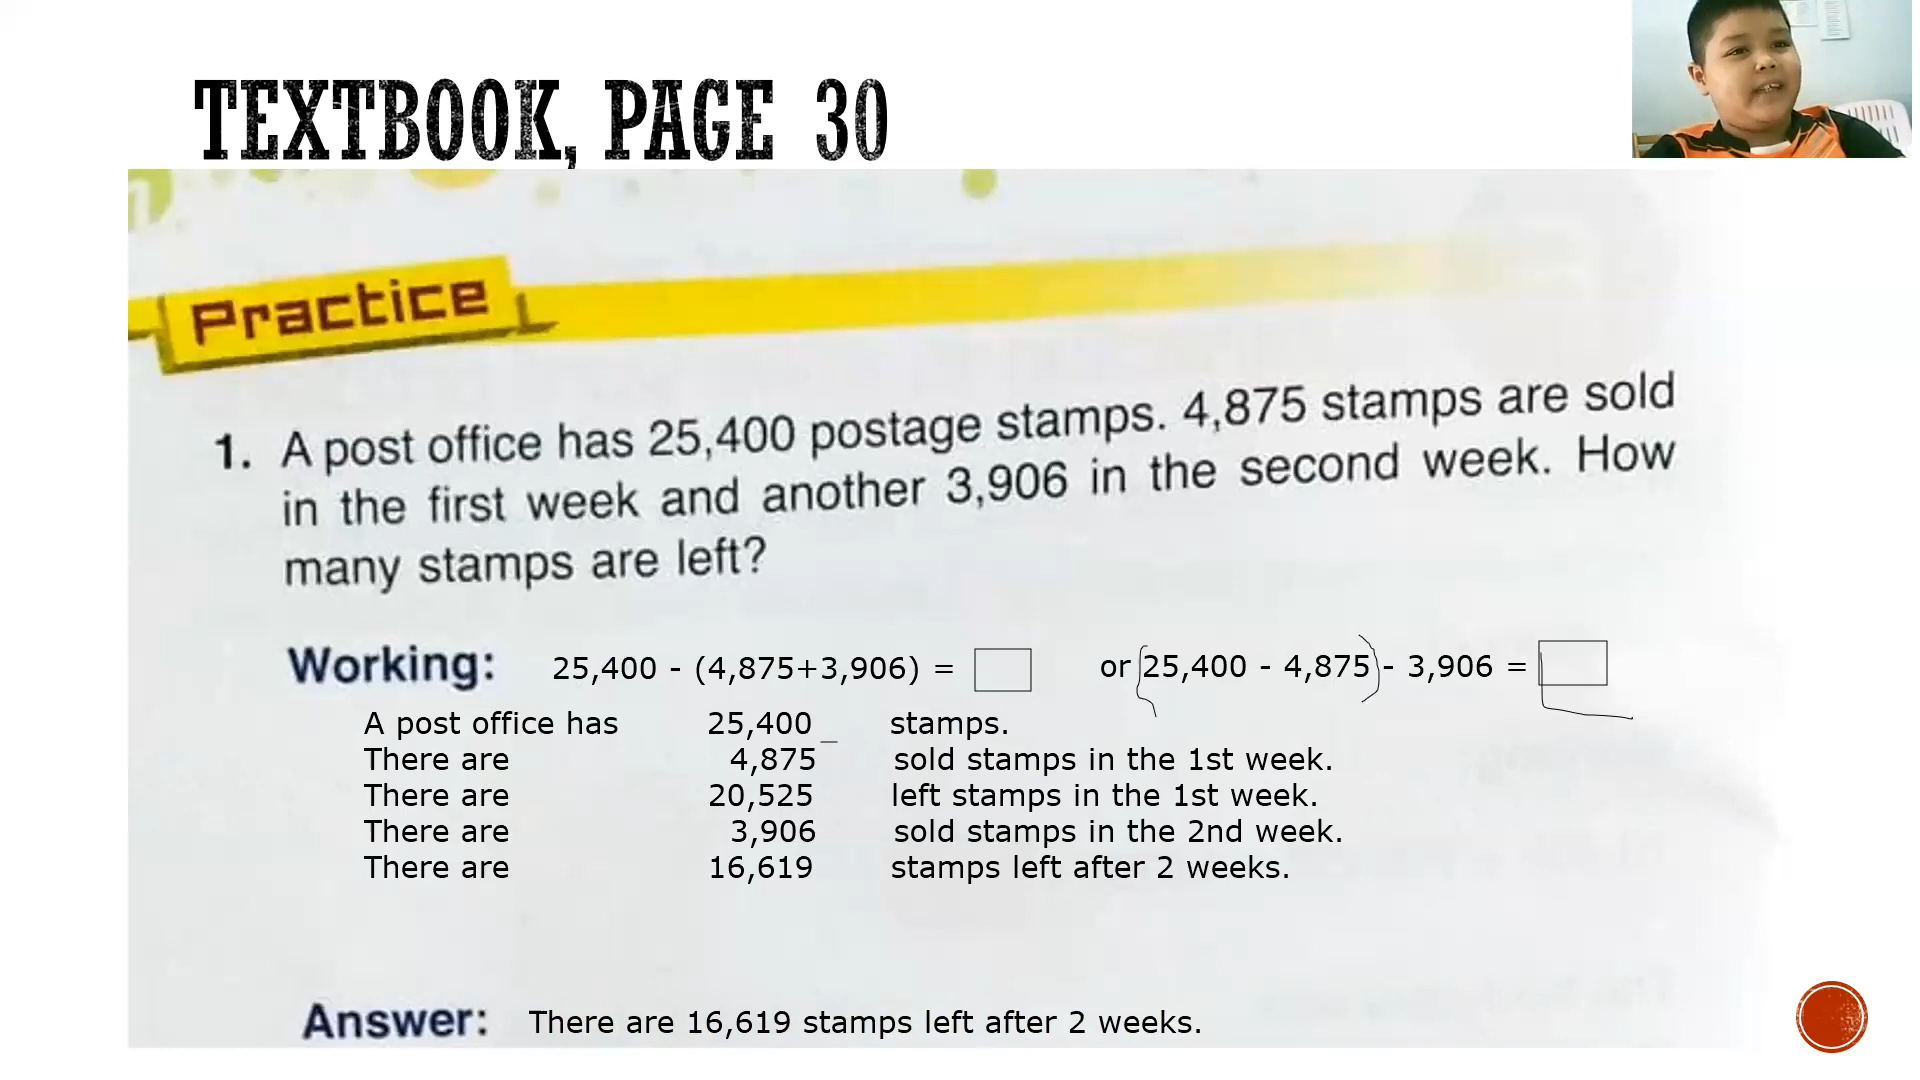 TEXTBOOK, PAGE 30
Practice
1. A post office has 25,400 postage stamps. 4,875 stamps are sold
in the first week and another 3,906 in the second week. How
many stamps are left?
Working: 25,400 - (4,875+3,906) = or (25,400 - 4,875) - 3,906 =
A post office has 25,400 stamps.
There are 4,875 _ sold stamps in the 1st week.
There are 20,525 left stamps in the 1st week.
There are 3,906 sold stamps in the 2nd week.
There are 16,619 stamps left after 2 weeks.
Answer: There are 16,619 stamps left after 2 weeks.